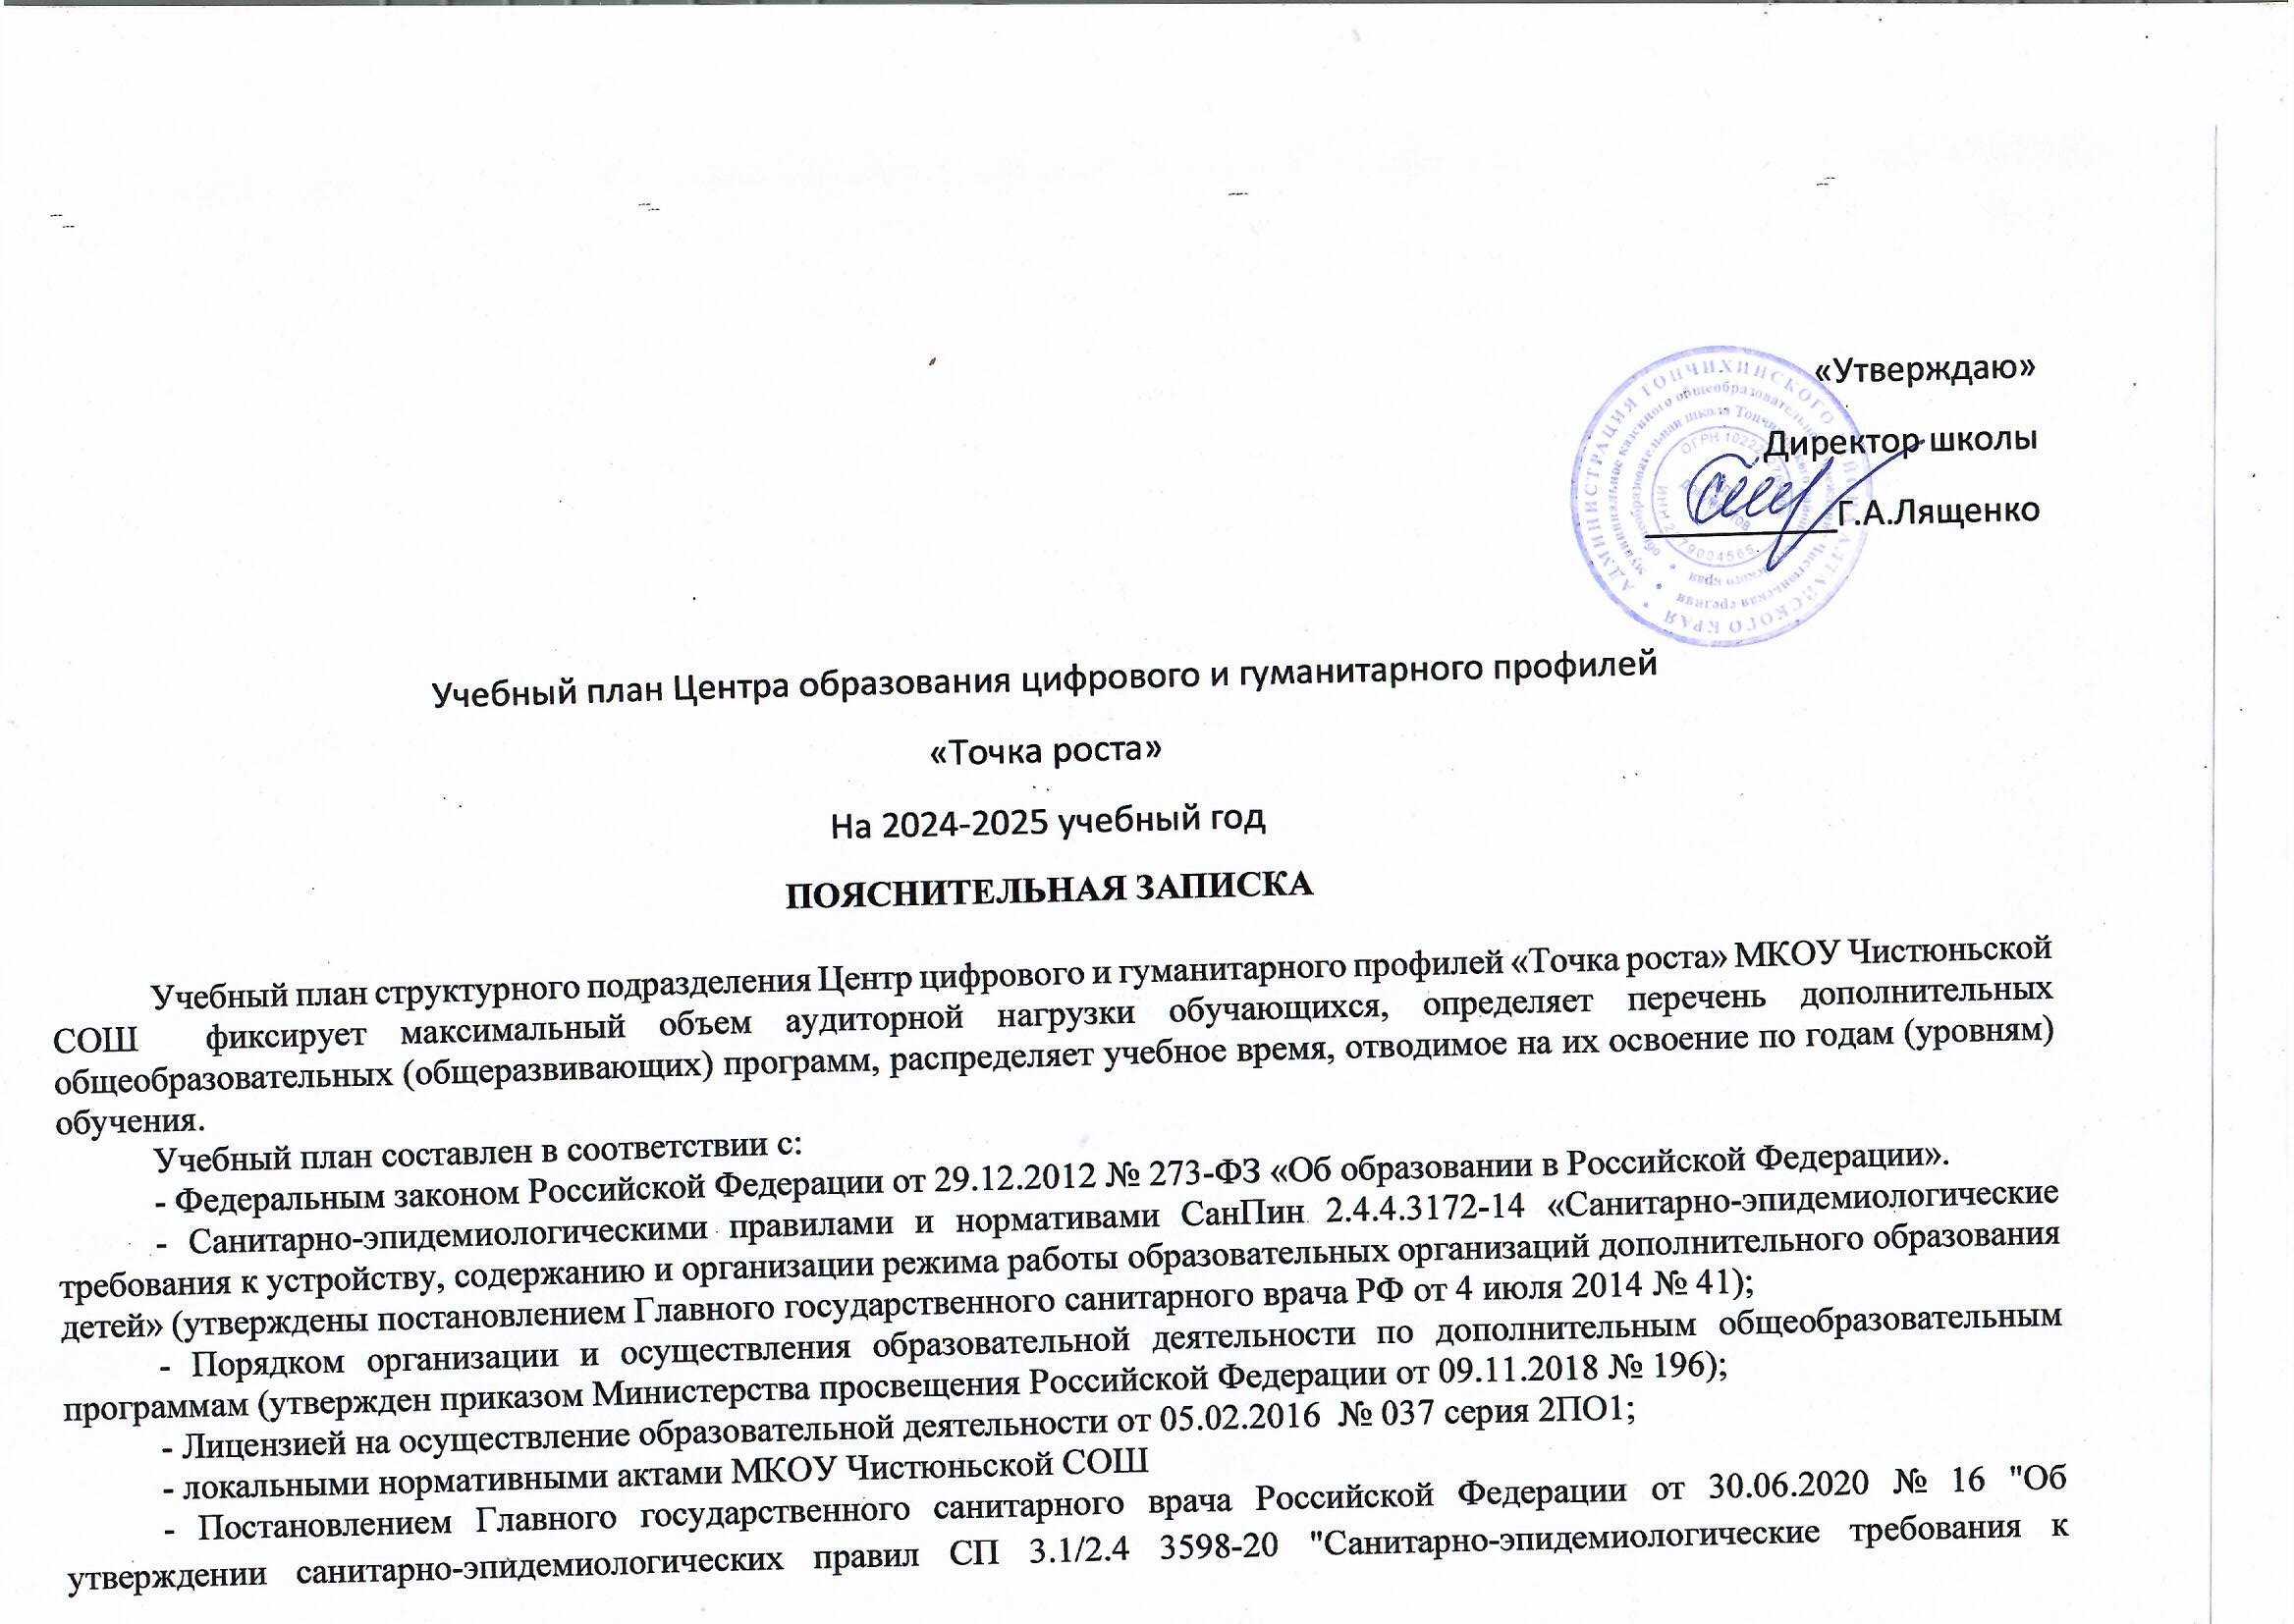 «Утверждаю»
Директор школы
Г.А.Лященко
АДМИНИСТРАЦИЯ ТОПЧИХИНСКОГО АЛТАЙСКОГО КРАЯ
Учебный план Центра образования цифрового и гуманитарного профилей
«Точка роста»
На 2024-2025 учебный год
ПОЯСНИТЕЛЬНАЯ ЗАПИСКА
Учебный план структурного подразделения Центр цифрового и гуманитарного профилей «Точка роста» МКОУ Чистюньской
СОШ фиксирует максимальный объем аудиторной нагрузки обучающихся, определяет перечень дополнительных
общеобразовательных (общеразвивающих) программ, распределяет учебное время, отводимое на их освоение по годам (уровням)
обучения.
Учебный план составлен в соответствии с:
- Федеральным законом Российской Федерации от 29.12.2012 № 273-ФЗ «Об образовании в Российской Федерации».
- Санитарно-эпидемиологическими правилами и нормативами СанПин 2.4.4.3172-14 «Санитарно-эпидемиологические
требования к устройству, содержанию и организации режима работы образовательных организаций дополнительного образования
детей» (утверждены постановлением Главного государственного санитарного врача РФ от 4 июля 2014 № 41);
- Порядком организации и осуществления образовательной деятельности по дополнительным общеобразовательным
программам (утвержден приказом Министерства просвещения Российской Федерации от 09.11.2018 № 196);
- Лицензией на осуществление образовательной деятельности от 05.02.2016 № 037 серия 2ПО1;
- локальными нормативными актами МКОУ Чистюньской СОШ
- Постановлением Главного государственного санитарного врача Российской Федерации от 30.06.2020 № 16 "Об
утверждении санитарно-эпидемиологических правил СП 3.1/2.4 3598-20 "Санитарно-эпидемиологические требования к